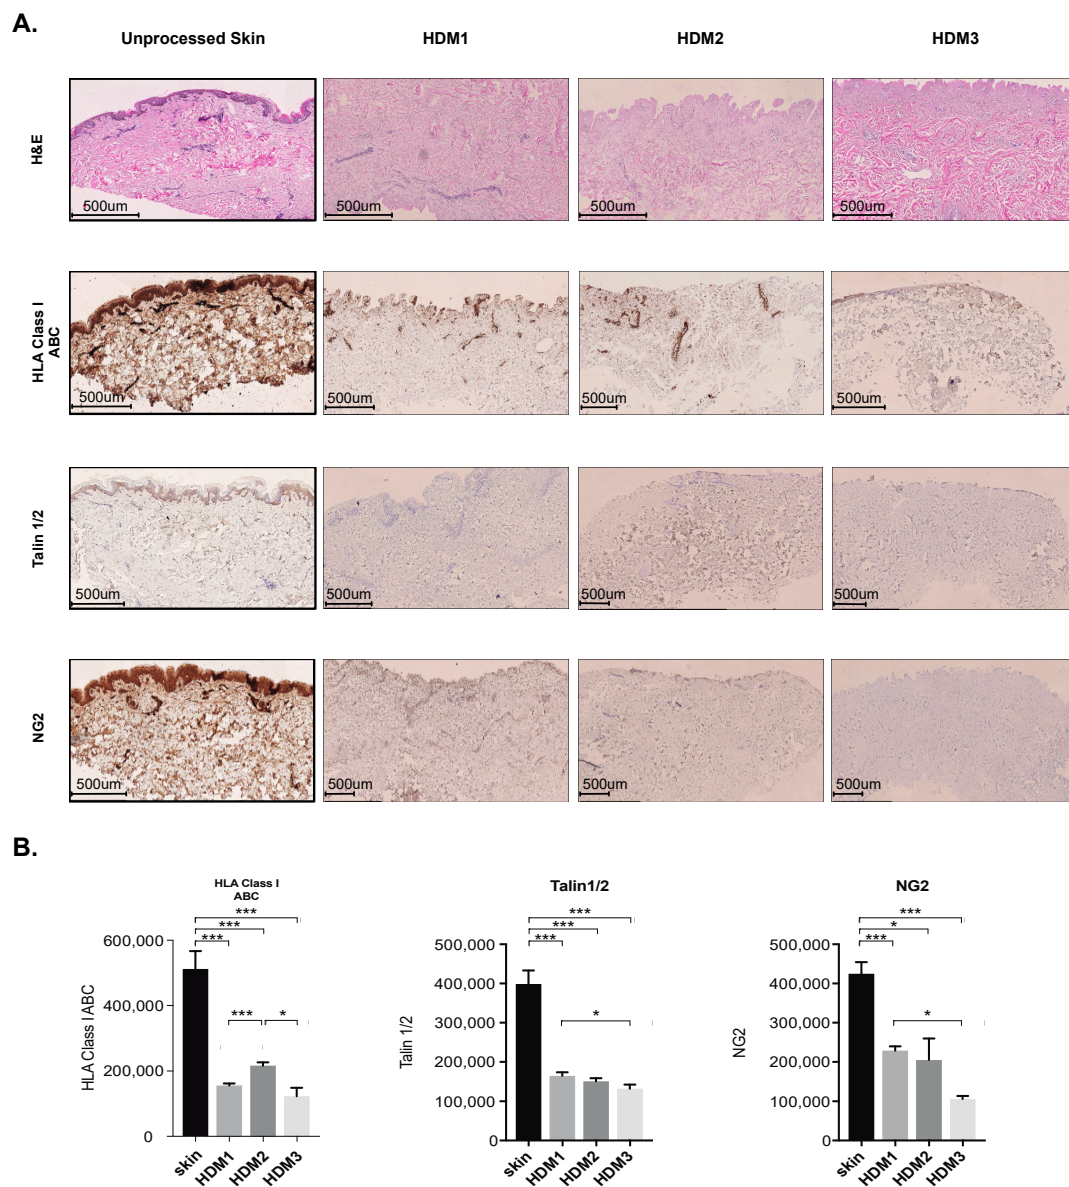 A.
Unprocessed Skin
HDM1
HDM2
HDM3
H&E
500um
500um
500um
500um
HLA Class I
ABC
500um
500um
500um
500um
Talin 1/2
500um
500um
500um
500um
NG2
500um
500um
500um
500um
B.
HLA Class I
ABC
***
***
***
***
*
HLA Class I ABC
600,000
400,000
200,000
0
skin
HDM1
HDM2
HDM3
Talin1/2
***
***
***
*
Talin 1/2
500,000
400,000
300,000
200,000
100,000
0
skin
HDM1
HDM2
HDM3
NG2
***
*
***
*
NG2
500,000
400,000
300,000
200,000
100,000
0
skin
HDM1
HDM2
HDM3